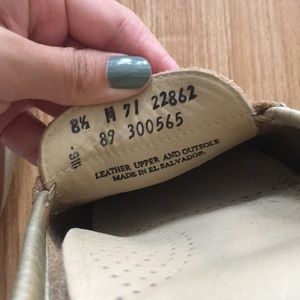 8½ M 71 22862
89 300565
LEATHER UPPER AND OUTSOLE
MADE IN EL SALVADOR.